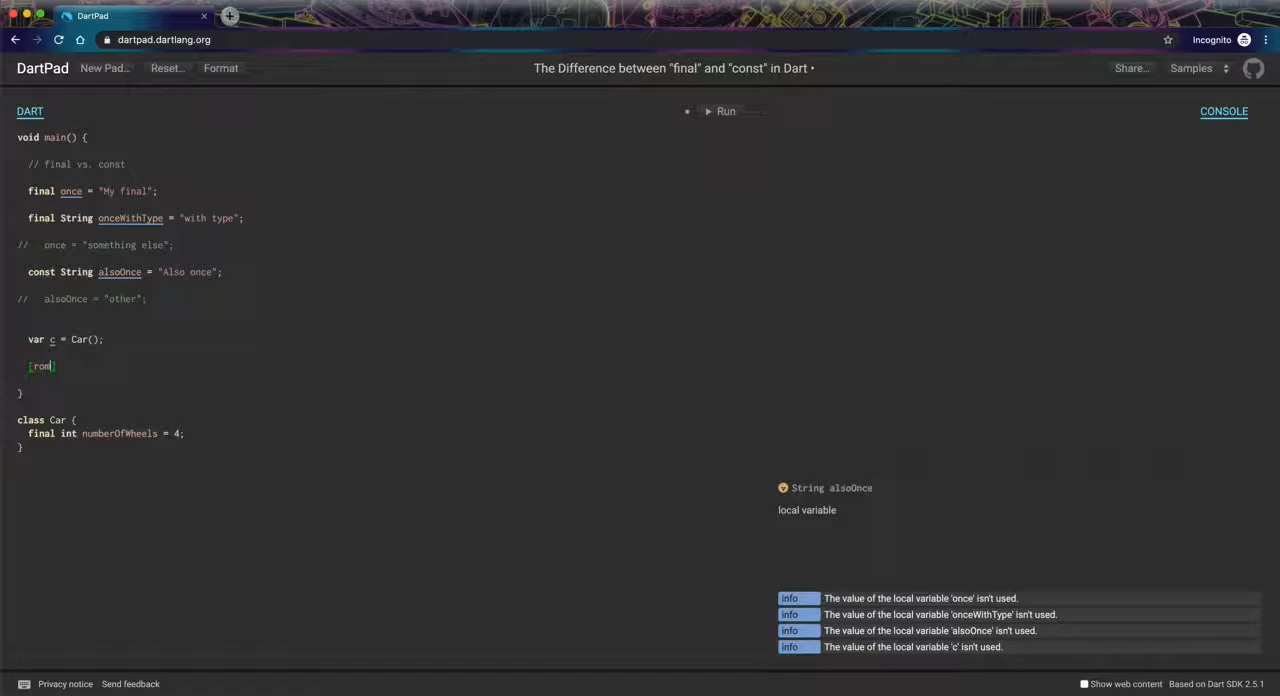 DartPad
dartpad.dartlang.org
Incognito
DartPad New Pad... Reset... Format
The Difference between "final" and "const" in Dart •
Share... Samples
DART
Run
CONSOLE
void main() {
// final vs. const
final once = "My final";
final String onceWithType = "with type";
// once = "something else";
const String alsoOnce = "Also once";
// alsoOnce = "other";
var c = Car();
[rom]
}
class Car {
final int numberOfWheels = 4;
}
String alsoOnce
local variable
info The value of the local variable 'once' isn't used.
info The value of the local variable 'onceWithType' isn't used.
info The value of the local variable 'alsoOnce' isn't used.
info The value of the local variable 'c' isn't used.
Privacy notice Send feedback
Show web content Based on Dart SDK 2.5.1